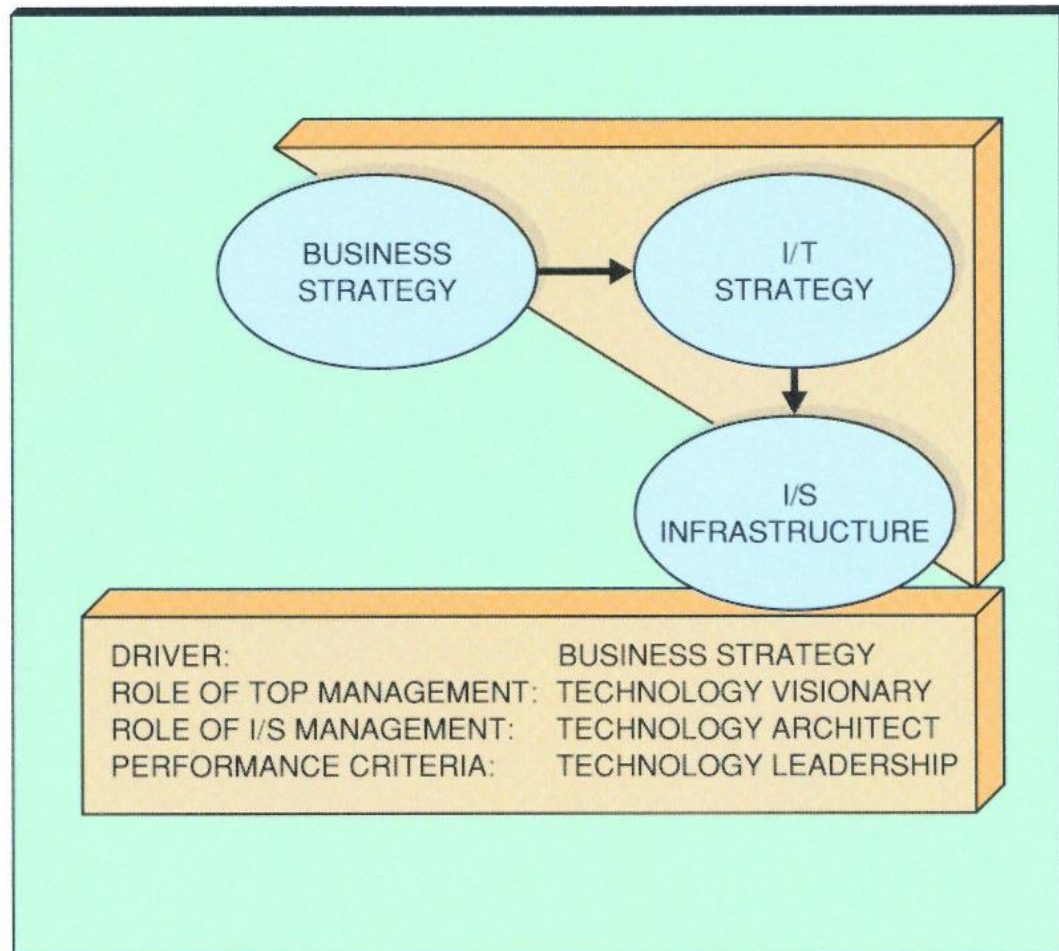 BUSINESS
STRATEGY
I/T
STRATEGY
I/S
INFRASTRUCTURE
DRIVER: BUSINESS STRATEGY
ROLE OF TOP MANAGEMENT: TECHNOLOGY VISIONARY
ROLE OF I/S MANAGEMENT: TECHNOLOGY ARCHITECT
PERFORMANCE CRITERIA: TECHNOLOGY LEADERSHIP